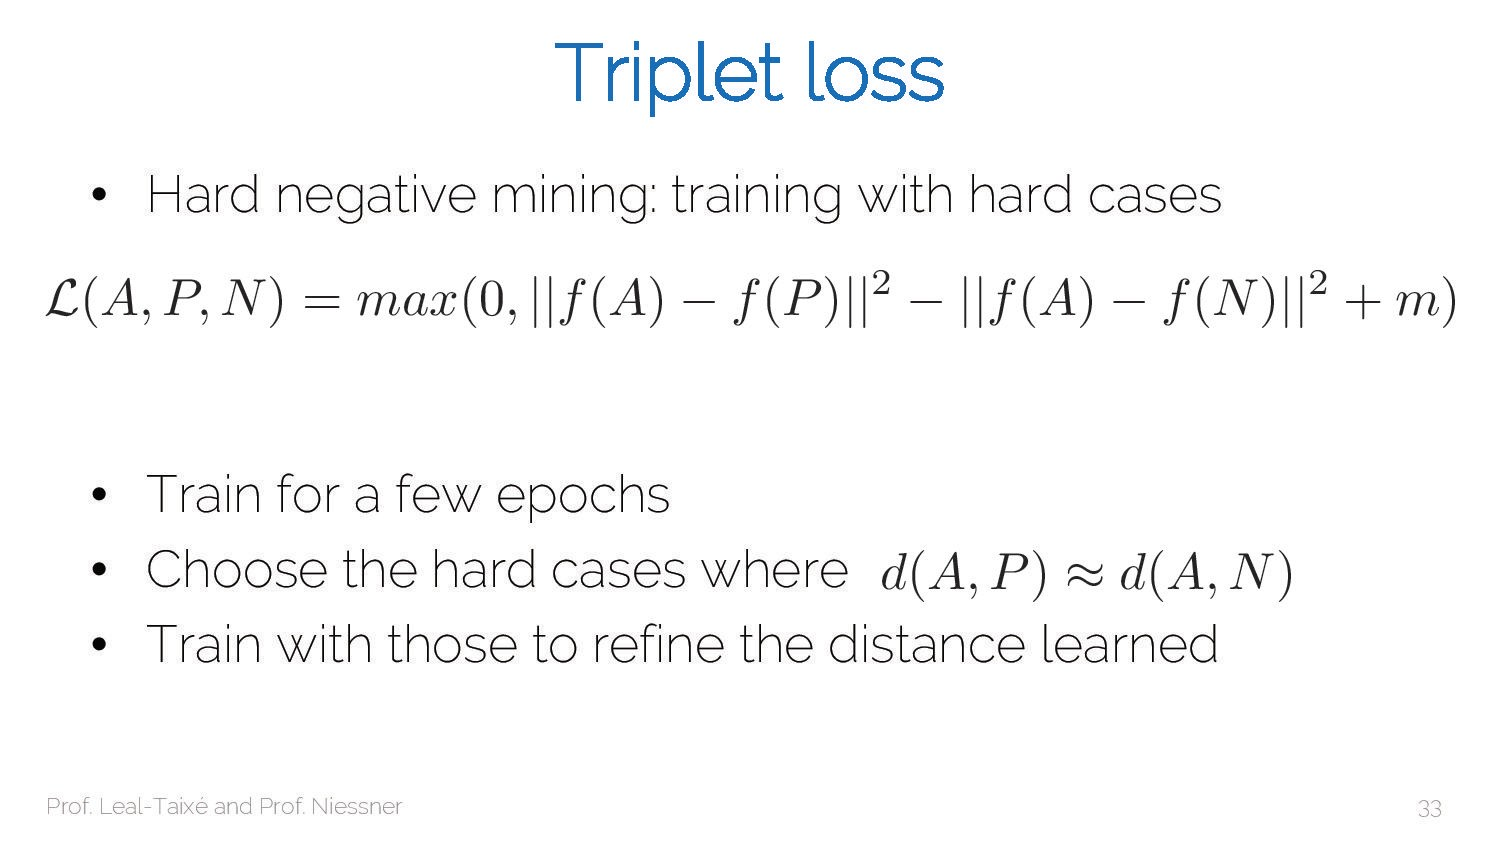 Triplet loss
• Hard negative mining: training with hard cases
ℒ(A, P, N) = max(0, ||f(A) − f(P)||² − ||f(A) − f(N)||² + m)
• Train for a few epochs
• Choose the hard cases where d(A, P) ≈ d(A, N)
• Train with those to refine the distance learned
Prof. Leal-Taixé and Prof. Niessner
33